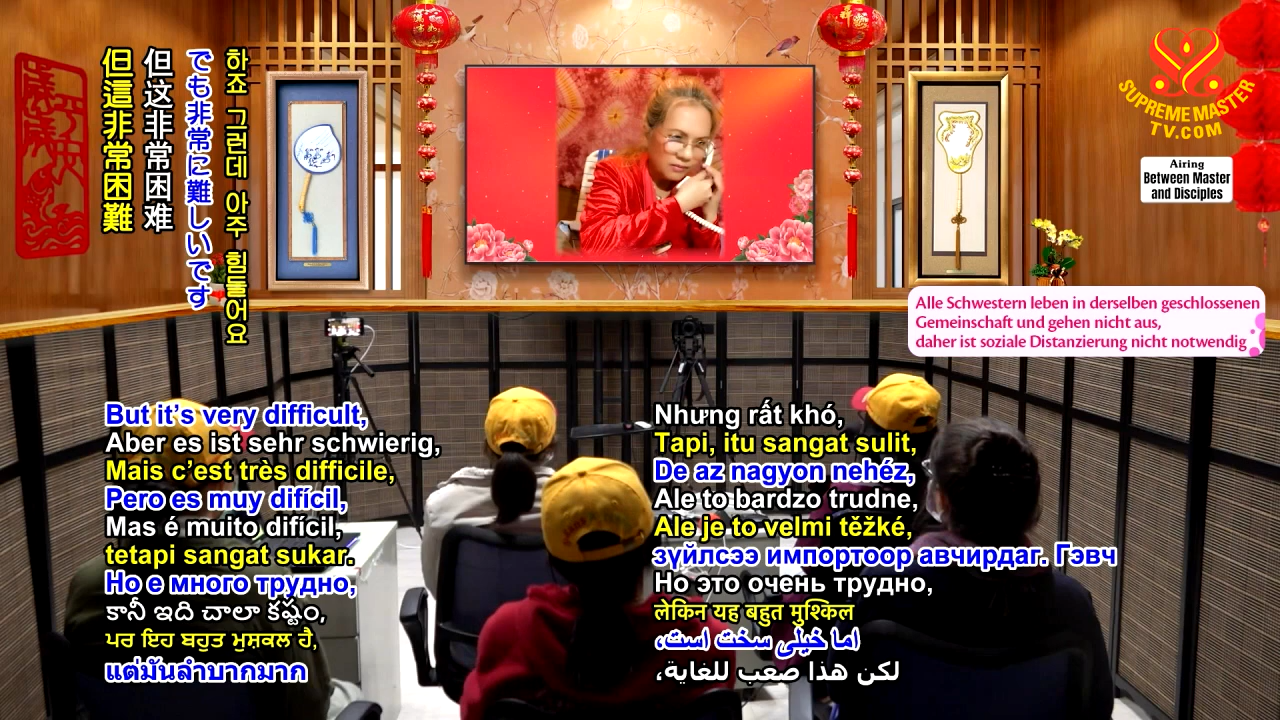 但這非常困難
但这非常困难
でも非常に難しいです
하죠 그런데 아주 힘들어요
SUPREME MASTER
TV.COM
Airing
Between Master
and Disciples
Alle Schwestern leben in derselben geschlossenen
Gemeinschaft und gehen nicht aus,
daher ist soziale Distanzierung nicht notwendig
But it's very difficult,
Aber es ist sehr schwierig,
Mais c'est très difficile,
Pero es muy difícil,
Mas é muito difícil,
tetapi sangat sukar.
Но е много трудно,
కానీ ఇది చాలా కష్టం,
ਪਰ ਇਹ ਬਹੁਤ ਮੁਸ਼ਕਲ ਹੈ,
แต่มันลำบากมาก
Nhưng rất khó,
Tapi, itu sangat sulit,
De az nagyon nehéz,
Ale to bardzo trudne,
Ale je to velmi těžké,
зүйлсээ импортоор авчирдаг. Гэвч
Но это очень трудно,
लेकिन यह बहुत मुश्किल
اما خیلی سخت است،
لكن هذا صعب للغاية،